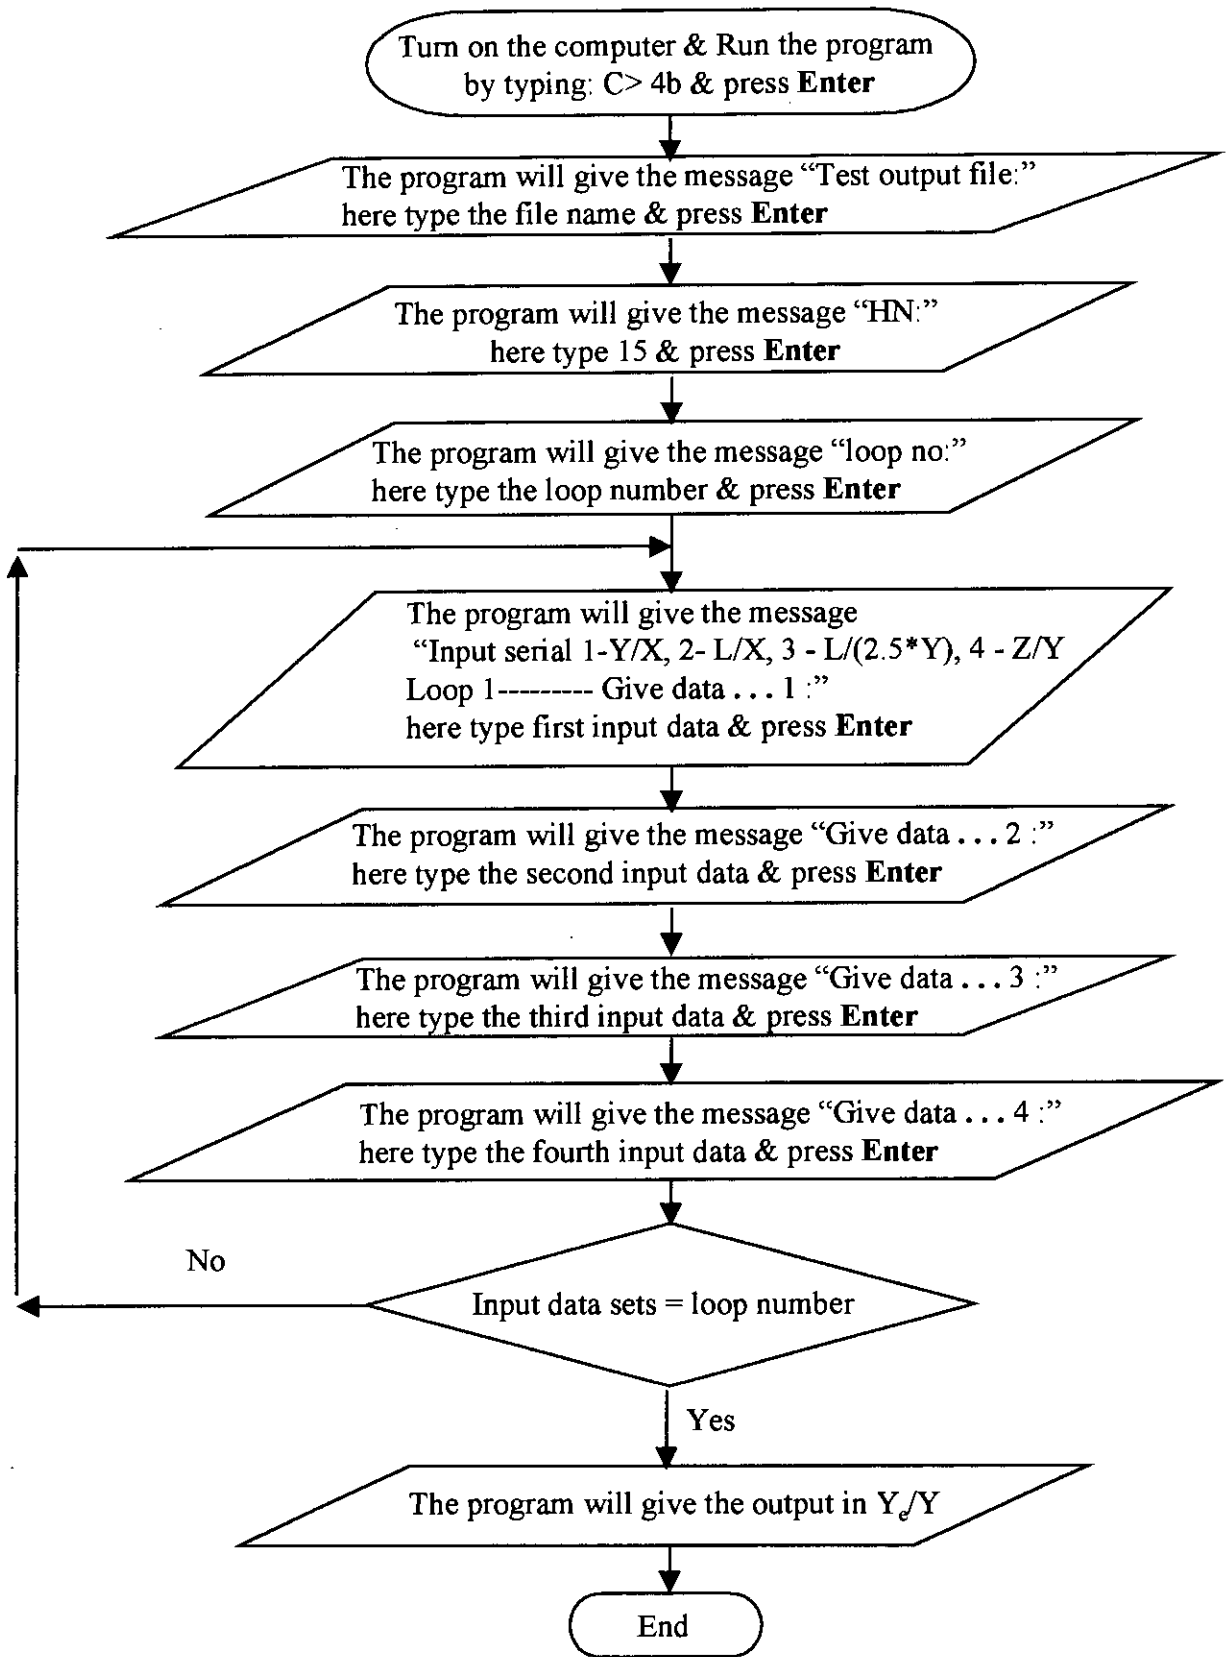 Turn on the computer & Run the program
by typing: C> 4b & press Enter
The program will give the message “Test output file:”
here type the file name & press Enter
The program will give the message “HN:”
here type 15 & press Enter
The program will give the message “loop no:”
here type the loop number & press Enter
The program will give the message
“Input serial 1-Y/X, 2- L/X, 3 - L/(2.5*Y), 4 - Z/Y
Loop 1--------- Give data . . . 1 :”
here type first input data & press Enter
The program will give the message “Give data . . . 2 :”
here type the second input data & press Enter
The program will give the message “Give data . . . 3 :”
here type the third input data & press Enter
The program will give the message “Give data . . . 4 :”
here type the fourth input data & press Enter
No
Input data sets = loop number
Yes
The program will give the output in Yₑ/Y
End